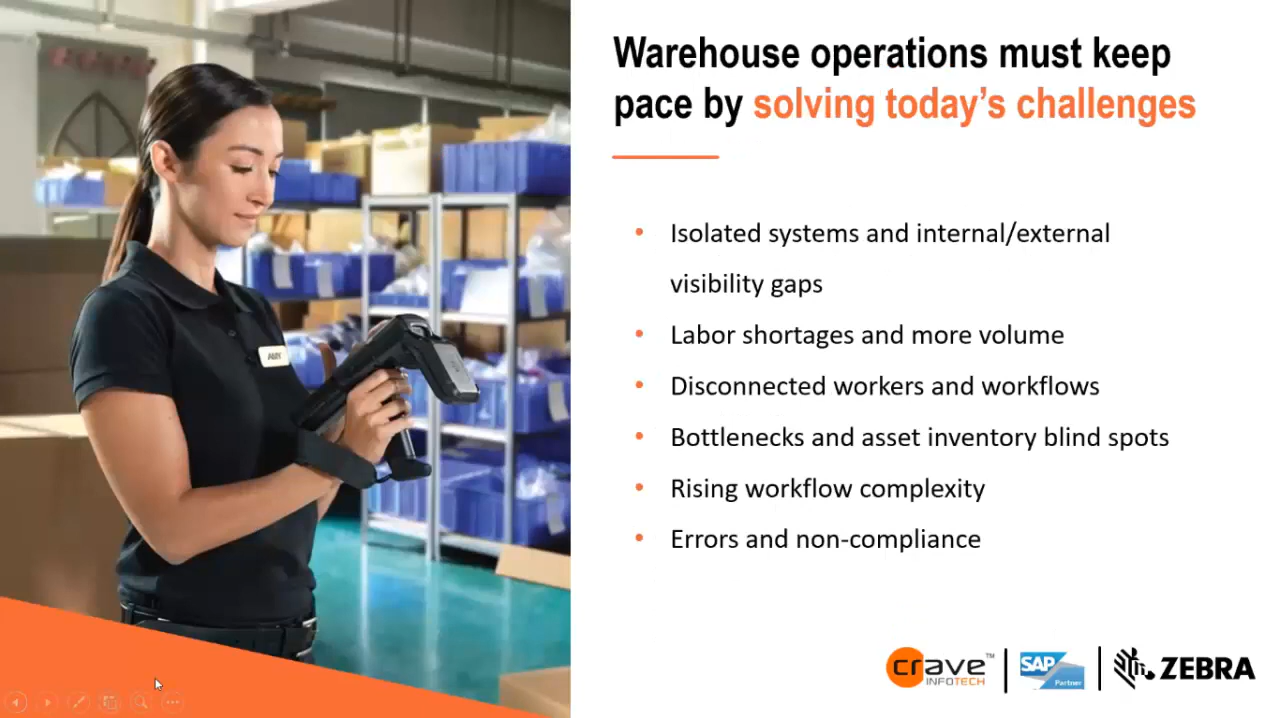 Warehouse operations must keep
pace by solving today's challenges
• Isolated systems and internal/external
visibility gaps
• Labor shortages and more volume
• Disconnected workers and workflows
• Bottlenecks and asset inventory blind spots
• Rising workflow complexity
• Errors and non-compliance
AMY
crave™
INFOTECH
SAP
Partner
ZEBRA